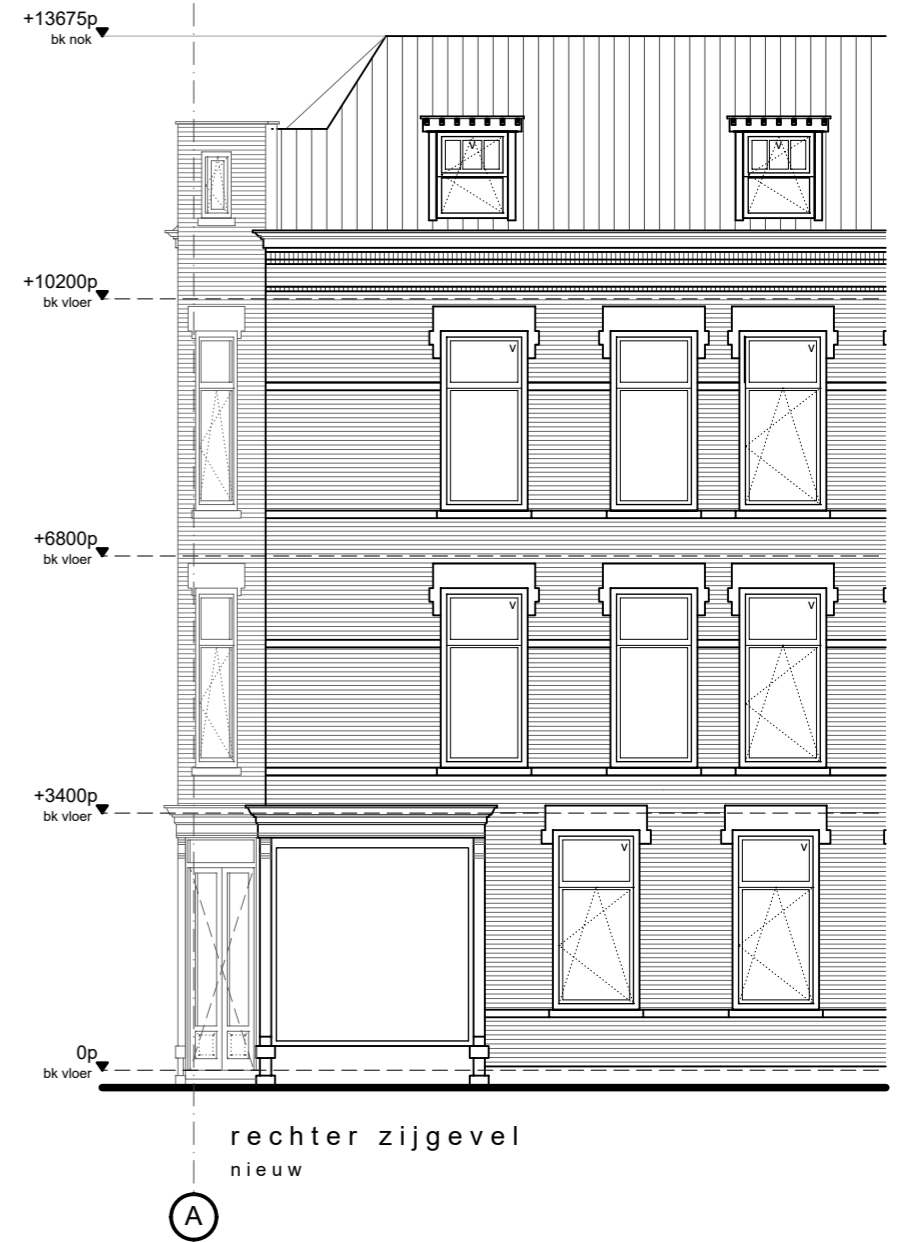 +13675p
bk nok
v
v
+10200p
bk vloer
v
v
+6800p
bk vloer
v
v
+3400p
bk vloer
v
v
0p
bk vloer
rechter zijgevel
nieuw
A